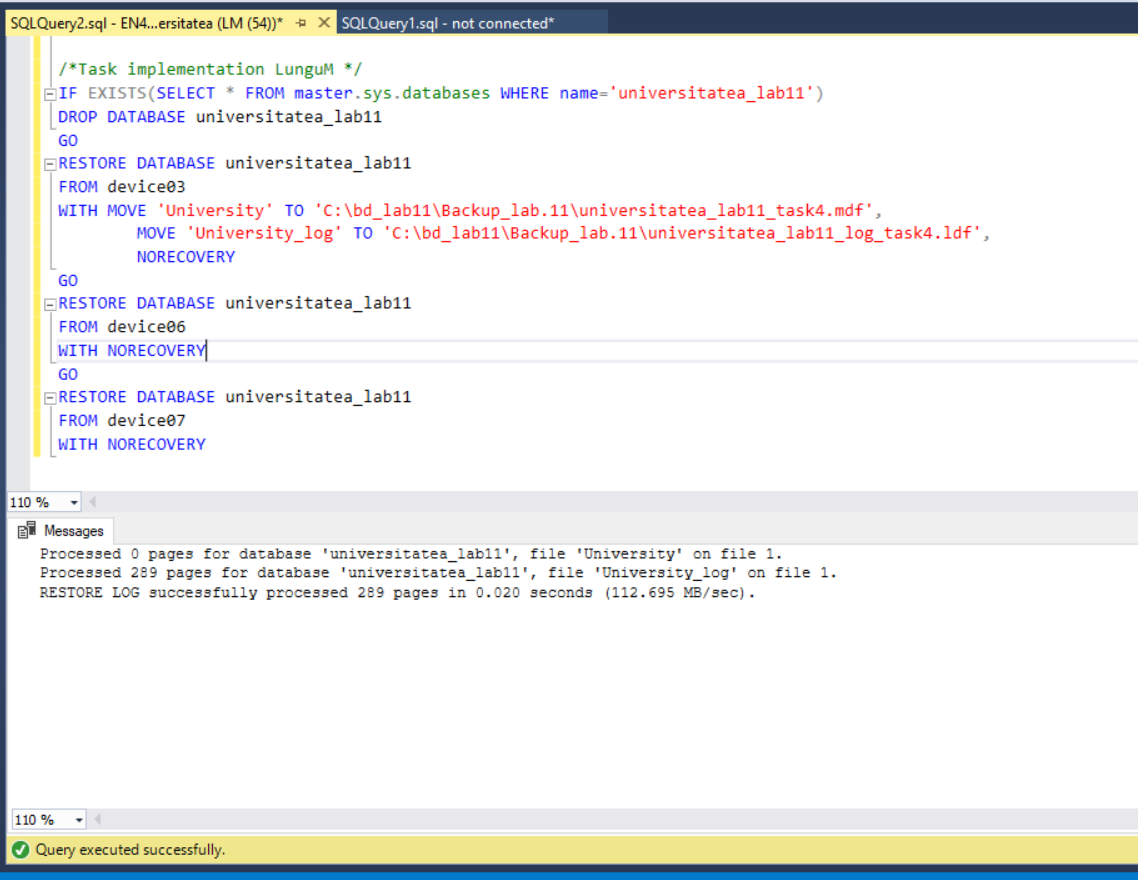 SQLQuery2.sql - EN4...ersitatea (LM (54))* SQLQuery1.sql - not connected*
/*Task implementation LunguM */
IF EXISTS(SELECT * FROM master.sys.databases WHERE name='universitatea_lab11')
DROP DATABASE universitatea_lab11
GO
RESTORE DATABASE universitatea_lab11
FROM device03
WITH MOVE 'University' TO 'C:\bd_lab11\Backup_lab.11\universitatea_lab11_task4.mdf',
MOVE 'University_log' TO 'C:\bd_lab11\Backup_lab.11\universitatea_lab11_log_task4.ldf',
NORECOVERY
GO
RESTORE DATABASE universitatea_lab11
FROM device06
WITH NORECOVERY
GO
RESTORE DATABASE universitatea_lab11
FROM device07
WITH NORECOVERY
110 %
Messages
Processed 0 pages for database 'universitatea_lab11', file 'University' on file 1.
Processed 289 pages for database 'universitatea_lab11', file 'University_log' on file 1.
RESTORE LOG successfully processed 289 pages in 0.020 seconds (112.695 MB/sec).
110 %
Query executed successfully.